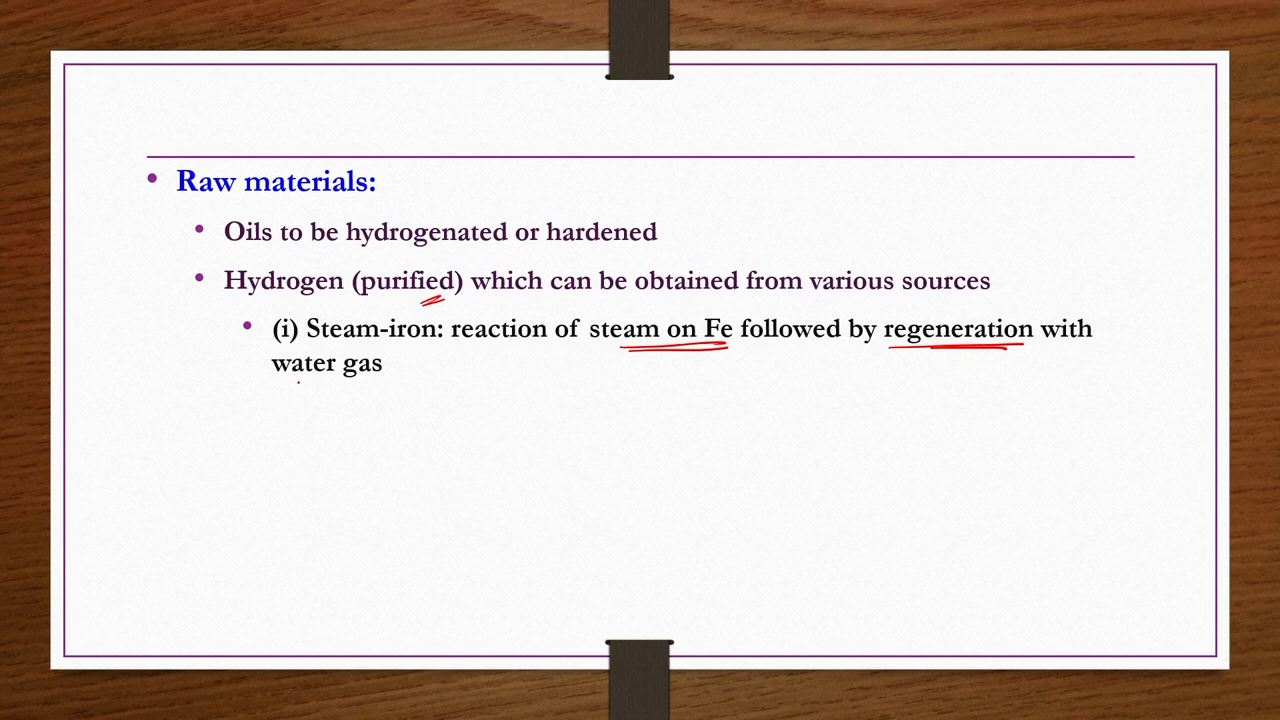 • Raw materials:
• Oils to be hydrogenated or hardened
• Hydrogen (purified) which can be obtained from various sources
• (i) Steam-iron: reaction of steam on Fe followed by regeneration with
water gas